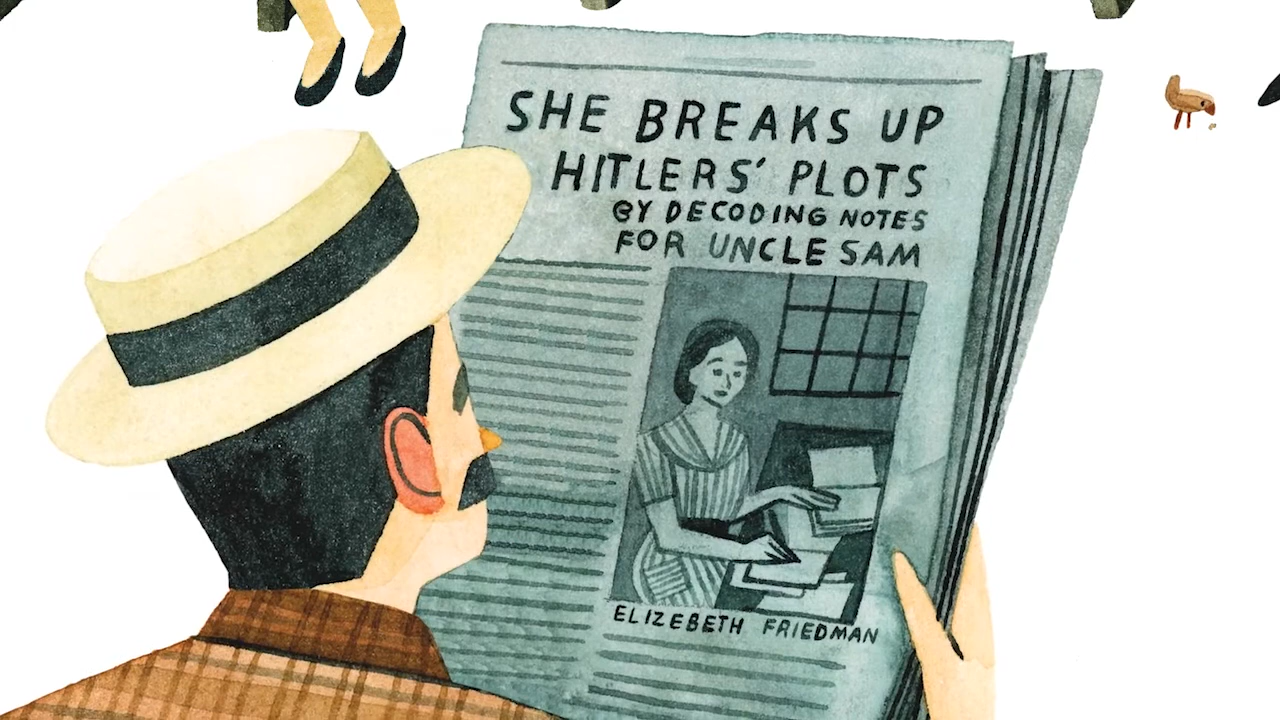 SHE BREAKS UP
HITLERS' PLOTS
BY DECODING NOTES
FOR UNCLE SAM
ELIZEBETH FRIEDMAN